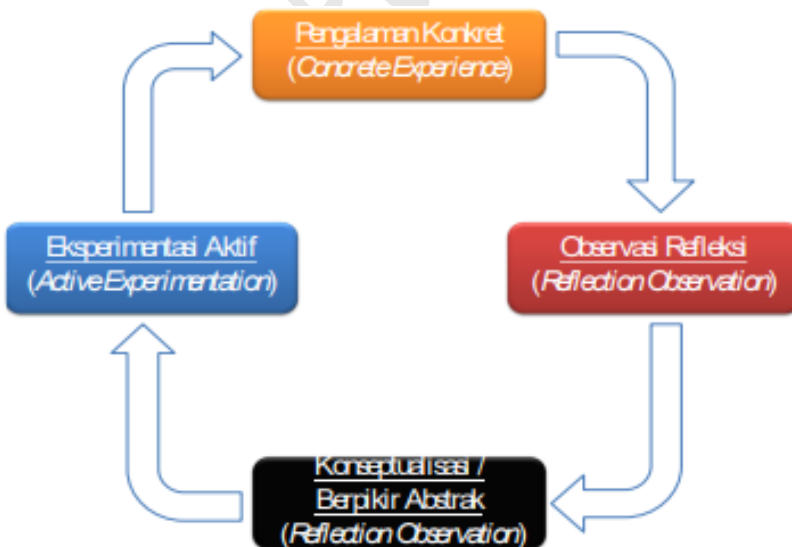 Pengalaman Konkret
(Concrete Experience)
Eksperimentasi Aktif
(Active Experimentation)
Observasi Refleksi
(Reflection Observation)
Konseptualisasi /
Berpikir Abstrak
(Reflection Observation)